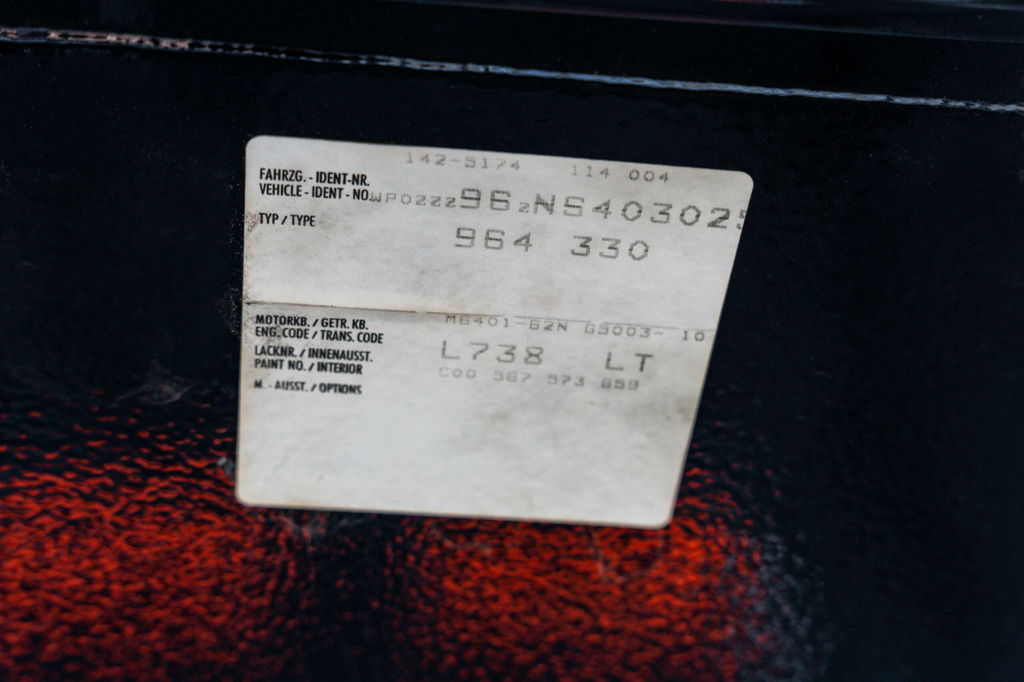 142-5174 114 004
FAHRZG. - IDENT-NR.
VEHICLE - IDENT - NO. WP0ZZZ96ZNS403025
TYP / TYPE 964 330
MOTORKB. / GETR. KB. M6401-62N G5003- 10
ENG. CODE / TRANS. CODE
LACKNR. / INNENAUSST. L738 LT
PAINT NO. / INTERIOR C00 567 573 659
M. - AUSST. / OPTIONS